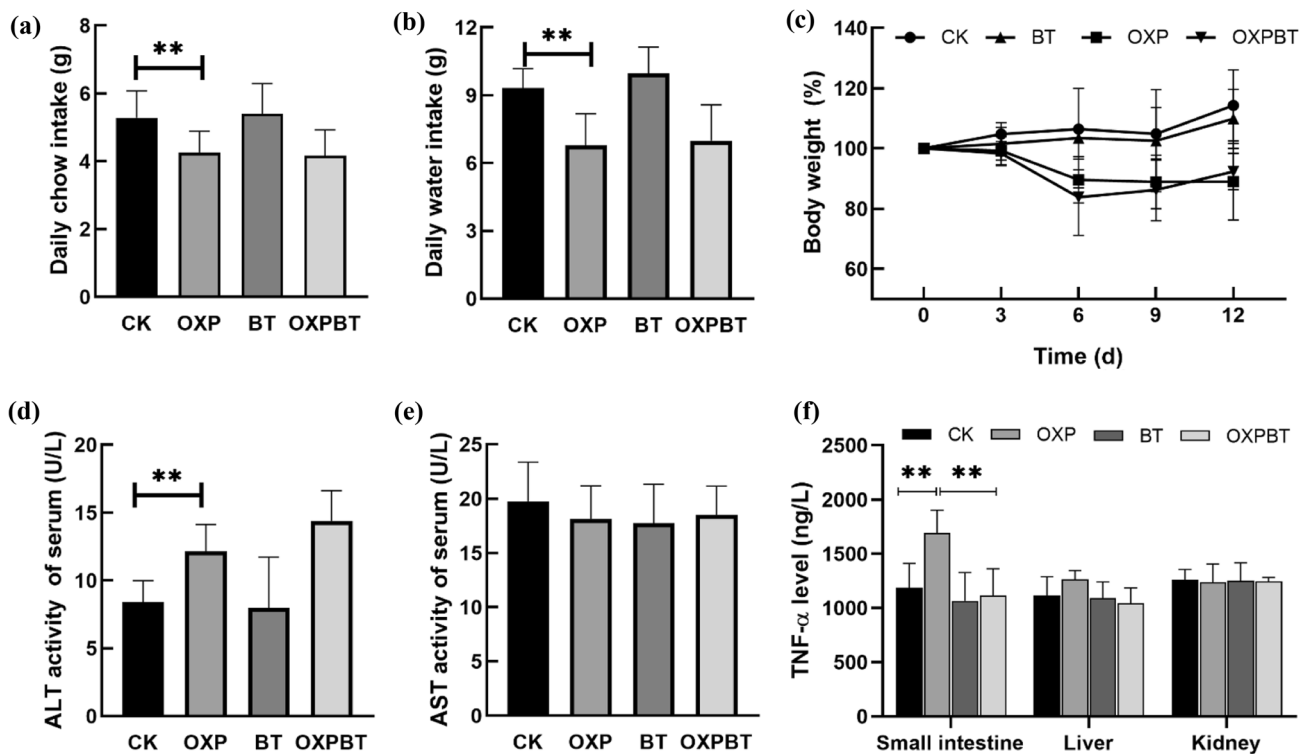 (a)
Daily chow intake (g)
8
6
4
2
0
**
CK OXP BT OXPBT
(b)
Daily water intake (g)
12
9
6
3
0
**
CK OXP BT OXPBT
(c)
CK BT OXP OXPBT
Body weight (%)
140
120
100
80
60
0 3 6 9 12
Time (d)
(d)
ALT activity of serum (U/L)
20
15
10
5
0
**
CK OXP BT OXPBT
(e)
AST activity of serum (U/L)
25
20
15
10
5
0
CK OXP BT OXPBT
(f)
CK OXP BT OXPBT
TNF-α level (ng/L)
2500
2000
1500
1000
500
0
** **
Small intestine Liver Kidney